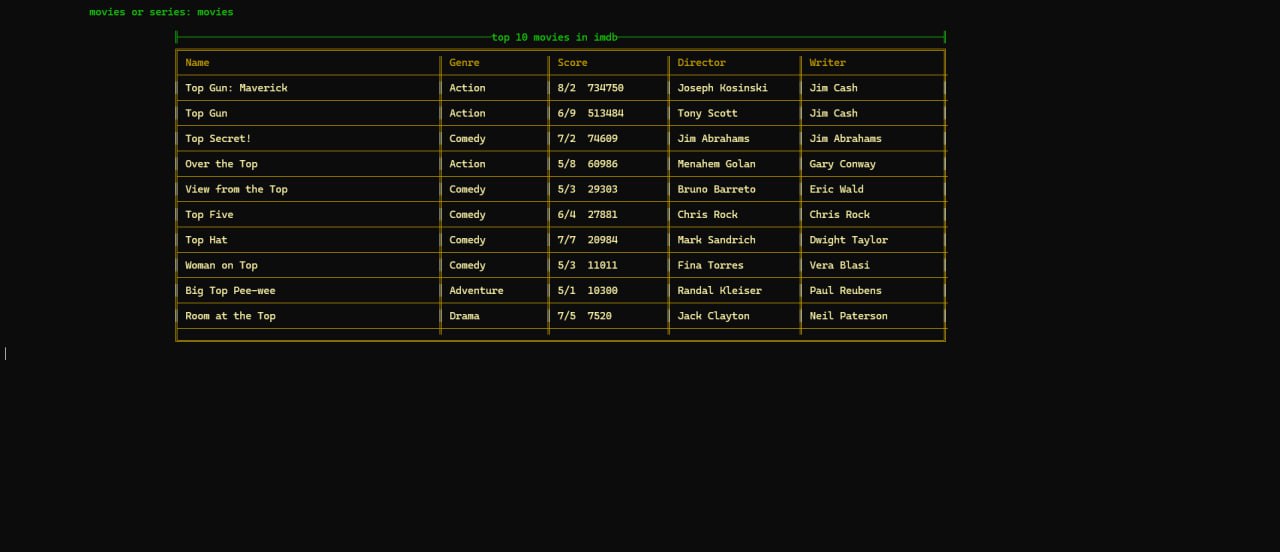 movies or series: movies
top 10 movies in imdb
Name Genre Score Director Writer
Top Gun: Maverick Action 8/2 734750 Joseph Kosinski Jim Cash
Top Gun Action 6/9 513484 Tony Scott Jim Cash
Top Secret! Comedy 7/2 74609 Jim Abrahams Jim Abrahams
Over the Top Action 5/8 60986 Menahem Golan Gary Conway
View from the Top Comedy 5/3 29303 Bruno Barreto Eric Wald
Top Five Comedy 6/4 27881 Chris Rock Chris Rock
Top Hat Comedy 7/7 20984 Mark Sandrich Dwight Taylor
Woman on Top Comedy 5/3 11011 Fina Torres Vera Blasi
Big Top Pee-wee Adventure 5/1 10300 Randal Kleiser Paul Reubens
Room at the Top Drama 7/5 7520 Jack Clayton Neil Paterson